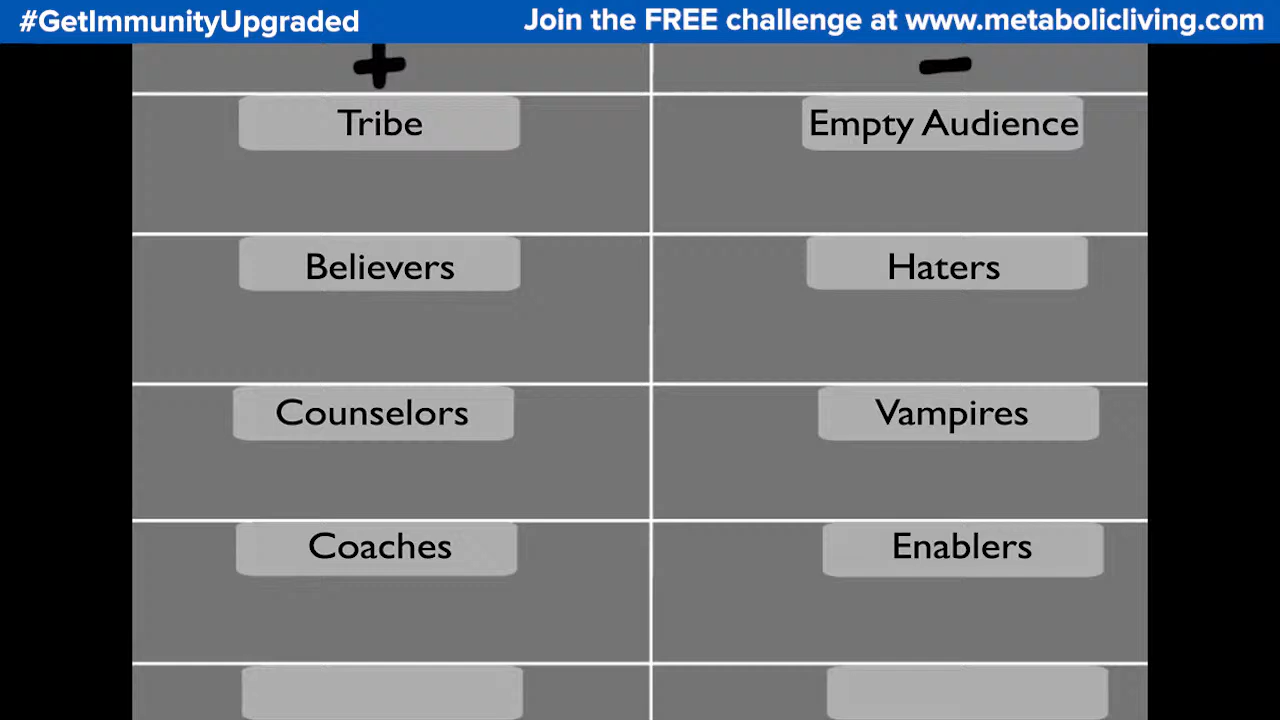 #GetImmunityUpgraded
Join the FREE challenge at www.metabolicliving.com
+ −
Tribe
Empty Audience
Believers
Haters
Counselors
Vampires
Coaches
Enablers